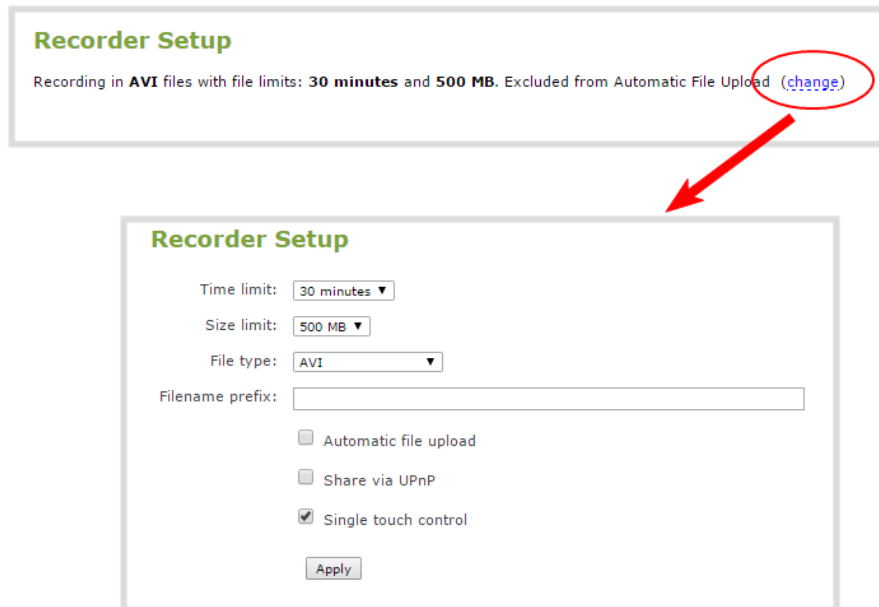 Recorder Setup
Recording in AVI files with file limits: 30 minutes and 500 MB. Excluded from Automatic File Upload (change)
Recorder Setup
Time limit: 30 minutes
Size limit: 500 MB
File type: AVI
Filename prefix:
Automatic file upload
Share via UPnP
Single touch control
Apply